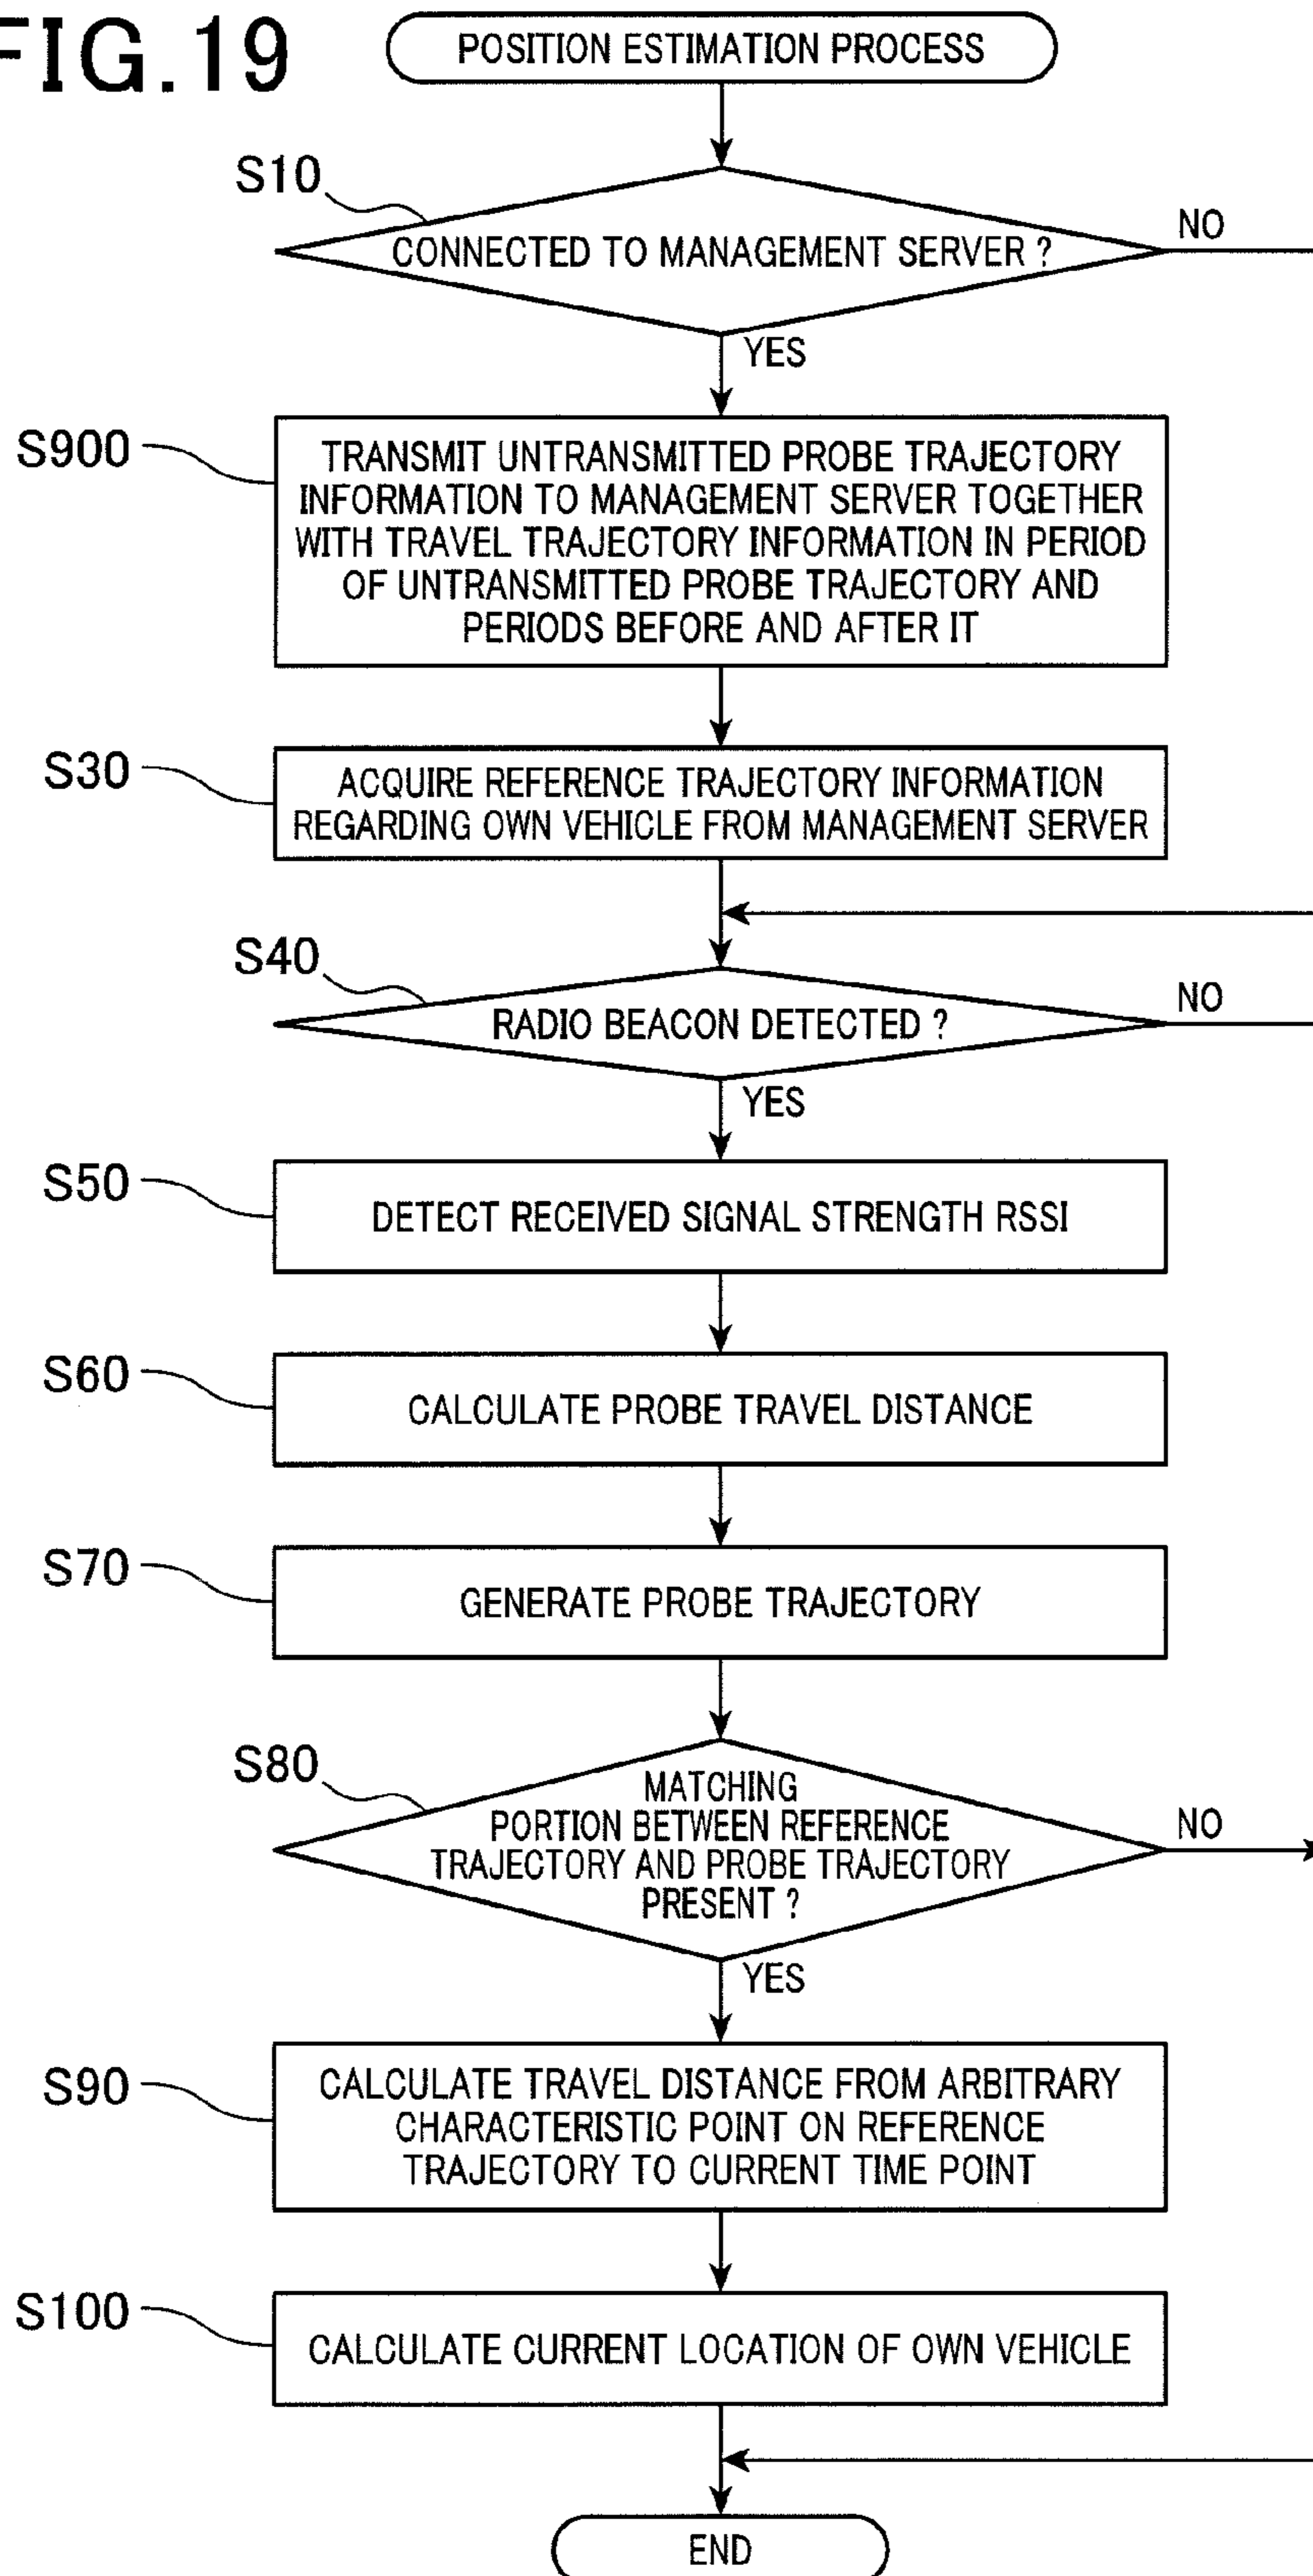 FIG.19
POSITION ESTIMATION PROCESS
S10
CONNECTED TO MANAGEMENT SERVER ?
NO
YES
S900
TRANSMIT UNTRANSMITTED PROBE TRAJECTORY
INFORMATION TO MANAGEMENT SERVER TOGETHER
WITH TRAVEL TRAJECTORY INFORMATION IN PERIOD
OF UNTRANSMITTED PROBE TRAJECTORY AND
PERIODS BEFORE AND AFTER IT
S30
ACQUIRE REFERENCE TRAJECTORY INFORMATION
REGARDING OWN VEHICLE FROM MANAGEMENT SERVER
S40
RADIO BEACON DETECTED ?
NO
YES
S50
DETECT RECEIVED SIGNAL STRENGTH RSSI
S60
CALCULATE PROBE TRAVEL DISTANCE
S70
GENERATE PROBE TRAJECTORY
S80
MATCHING
PORTION BETWEEN REFERENCE
TRAJECTORY AND PROBE TRAJECTORY
PRESENT ?
NO
YES
S90
CALCULATE TRAVEL DISTANCE FROM ARBITRARY
CHARACTERISTIC POINT ON REFERENCE
TRAJECTORY TO CURRENT TIME POINT
S100
CALCULATE CURRENT LOCATION OF OWN VEHICLE
END